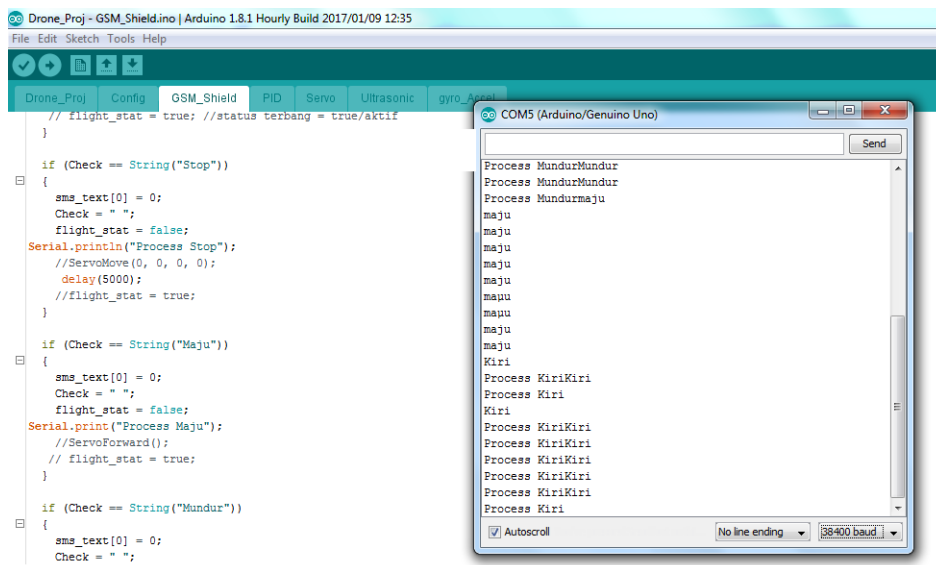 Drone_Proj - GSM_Shield.ino | Arduino 1.8.1 Hourly Build 2017/01/09 12:35
File Edit Sketch Tools Help
Drone_Proj Config GSM_Shield PID Servo Ultrasonic gyro_Accel
// flight_stat = true; //status terbang = true/aktif
}
if (Check == String("Stop"))
{
sms_text[0] = 0;
Check = " ";
flight_stat = false;
Serial.println("Process Stop");
//ServoMove(0, 0, 0, 0);
delay(5000);
//flight_stat = true;
}
if (Check == String("Maju"))
{
sms_text[0] = 0;
Check = " ";
flight_stat = false;
Serial.print("Process Maju");
//ServoForward();
// flight_stat = true;
}
if (Check == String("Mundur"))
{
sms_text[0] = 0;
Check = " ";
COM5 (Arduino/Genuino Uno)
Send
Process MundurMundur
Process MundurMundur
Process Mundurmaju
maju
maju
maju
maju
maju
maµu
maµu
maju
maju
Kiri
Process KiriKiri
Process Kiri
Kiri
Process KiriKiri
Process KiriKiri
Process KiriKiri
Process KiriKiri
Process KiriKiri
Process Kiri
Autoscroll No line ending 38400 baud